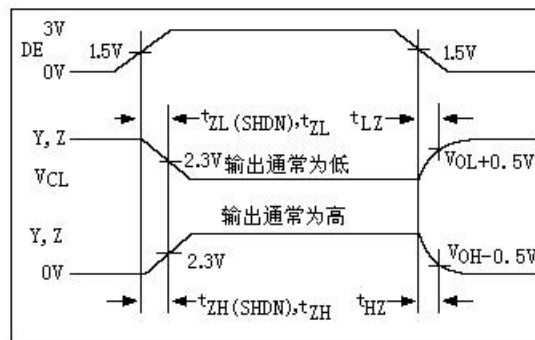 3V
DE
1.5V
1.5V
0V
tZL(SHDN),tZL
tLZ
Y,Z
2.3V
输出通常为低
VOL+0.5V
VCL
输出通常为高
Y,Z
2.3V
VOH-0.5V
0V
tZH(SHDN),tZH
tHZ